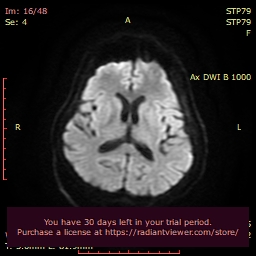 Im: 16/48
Se: 4
STP79
STP79
F
A
Ax DWI B 1000
R
L
You have 30 days left in your trial period.
Purchase a license at https://radiantviewer.com/store/